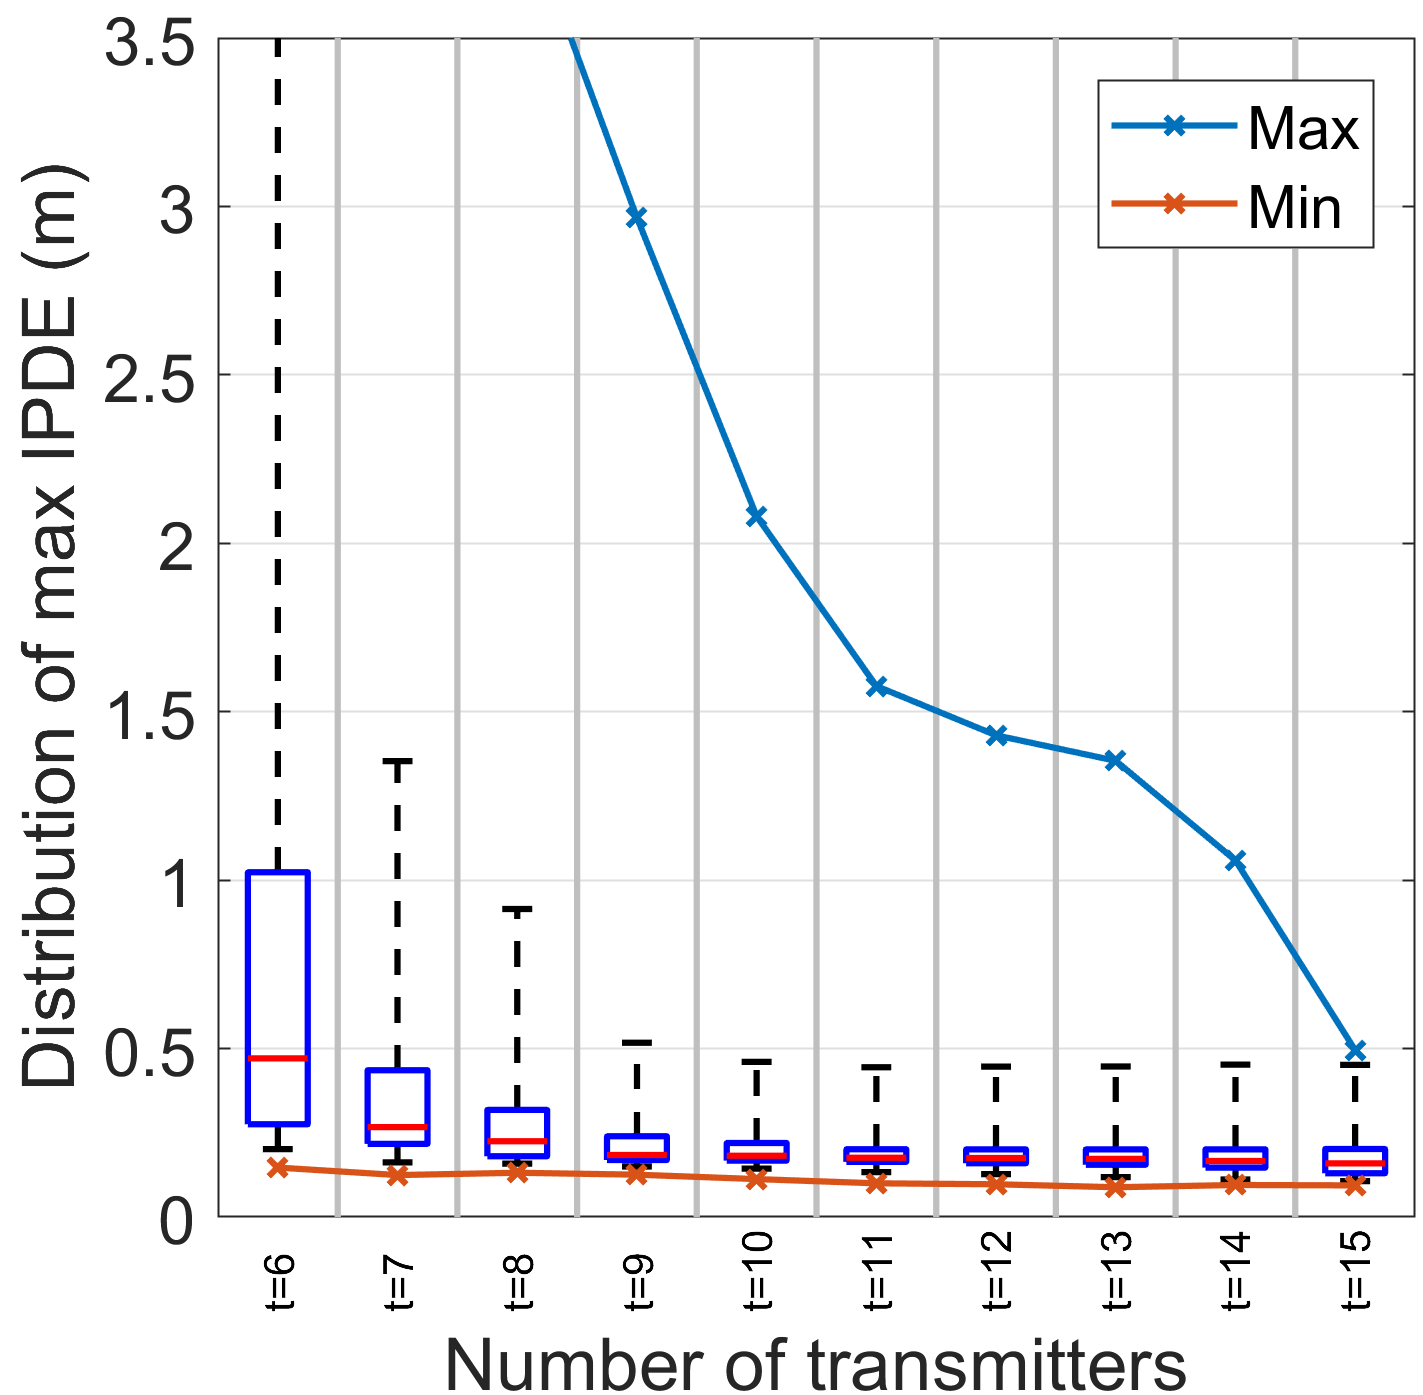 Distribution of max IPDE (m)
3.5
3
2.5
2
1.5
1
0.5
0
Max
Min
t=6
t=7
t=8
t=9
t=10
t=11
t=12
t=13
t=14
t=15
Number of transmitters